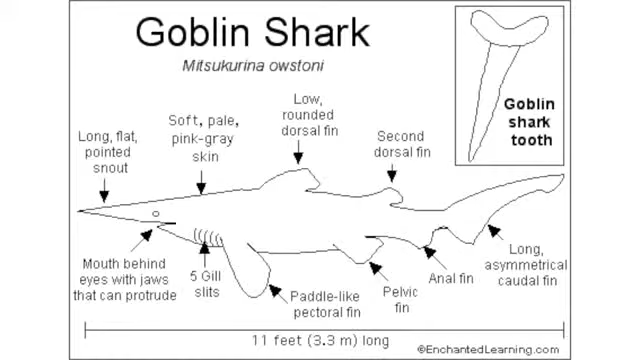 Goblin Shark
Mitsukurina owstoni
Goblin
shark
tooth
Long, flat,
pointed
snout
Soft, pale,
pink-gray
skin
Low,
rounded
dorsal fin
Second
dorsal fin
Mouth behind
eyes with jaws
that can protrude
5 Gill
slits
Paddle-like
pectoral fin
Pelvic
fin
Anal fin
Long,
asymmetrical
caudal fin
11 feet (3.3 m) long
©EnchantedLearning.com